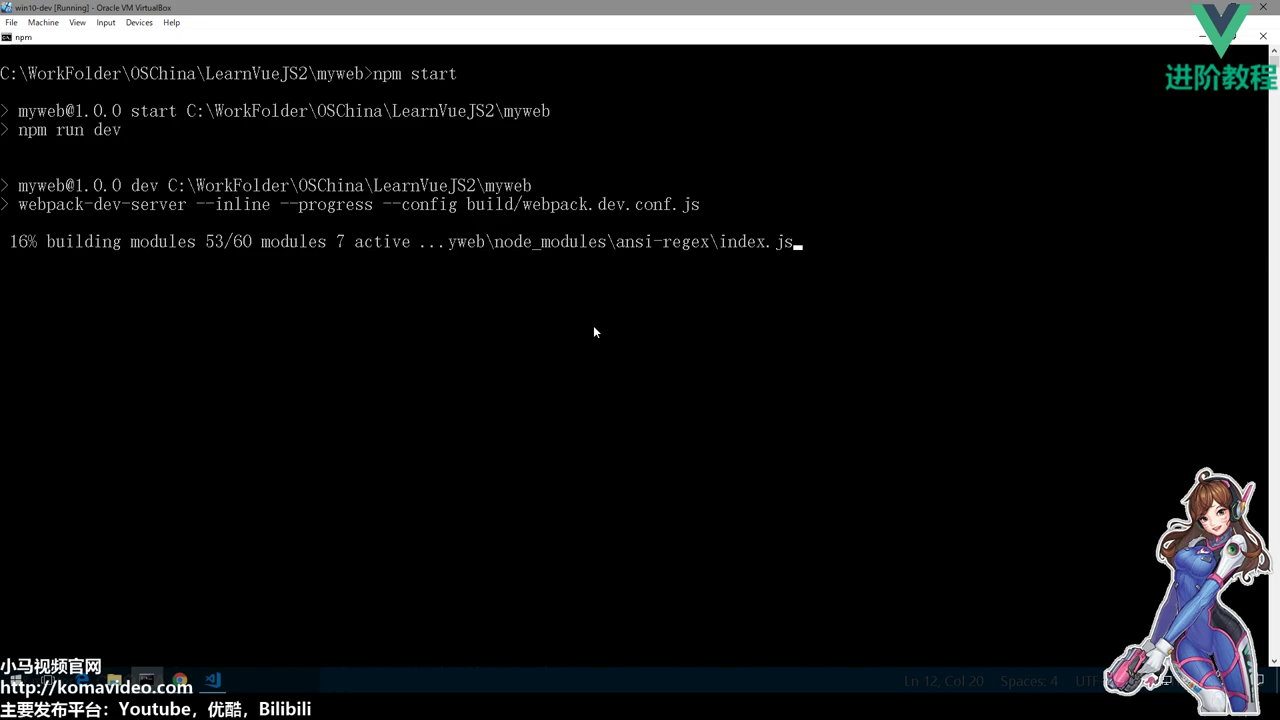 win10-dev [Running] - Oracle VM VirtualBox
File Machine View Input Devices Help
npm
进阶教程
C:\WorkFolder\OSChina\LearnVueJS2\myweb>npm start
> myweb@1.0.0 start C:\WorkFolder\OSChina\LearnVueJS2\myweb
> npm run dev
> myweb@1.0.0 dev C:\WorkFolder\OSChina\LearnVueJS2\myweb
> webpack-dev-server --inline --progress --config build/webpack.dev.conf.js
16% building modules 53/60 modules 7 active ...yweb\node_modules\ansi-regex\index.js
小马视频官网
http://komavideo.com
Ln 12, Col 20 Spaces: 4
主要发布平台：Youtube，优酷，Bilibili